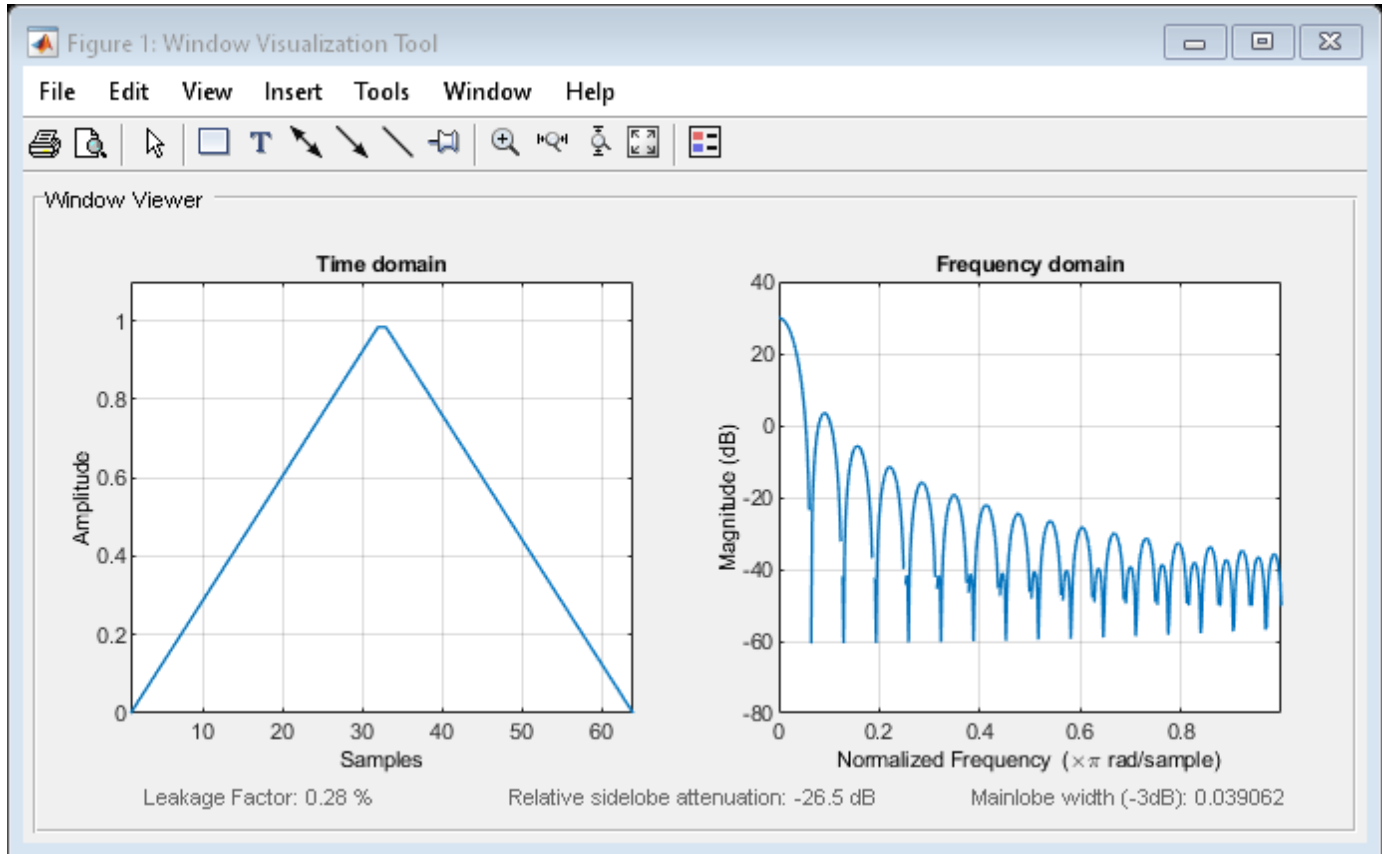 Figure 1: Window Visualization Tool
File Edit View Insert Tools Window Help
T
Window Viewer
Time domain
1
0.8
0.6
0.4
0.2
0
Amplitude
10 20 30 40 50 60
Samples
Frequency domain
40
20
0
-20
-40
-60
-80
Magnitude (dB)
0 0.2 0.4 0.6 0.8
Normalized Frequency (×π rad/sample)
Leakage Factor: 0.28 % Relative sidelobe attenuation: -26.5 dB Mainlobe width (-3dB): 0.039062